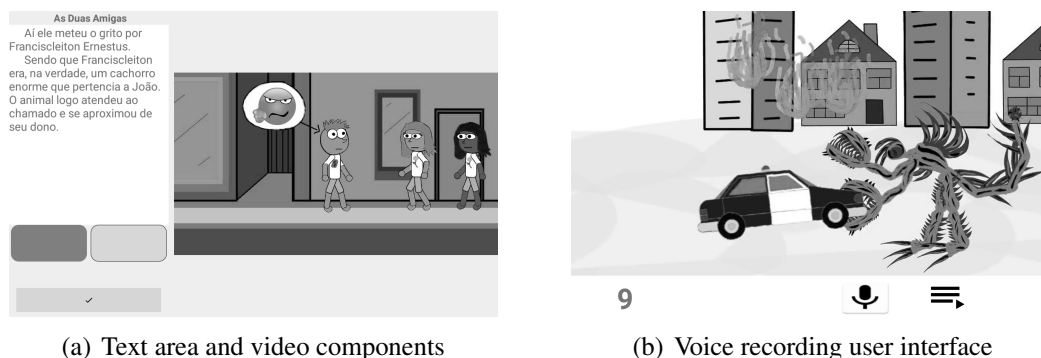 As Duas Amigas
Aí ele meteu o grito por
Franciscleiton Ernestus.
Sendo que Franciscleiton
era, na verdade, um cachorro
enorme que pertencia a João.
O animal logo atendeu ao
chamado e se aproximou de
seu dono.
9
(a) Text area and video components
(b) Voice recording user interface